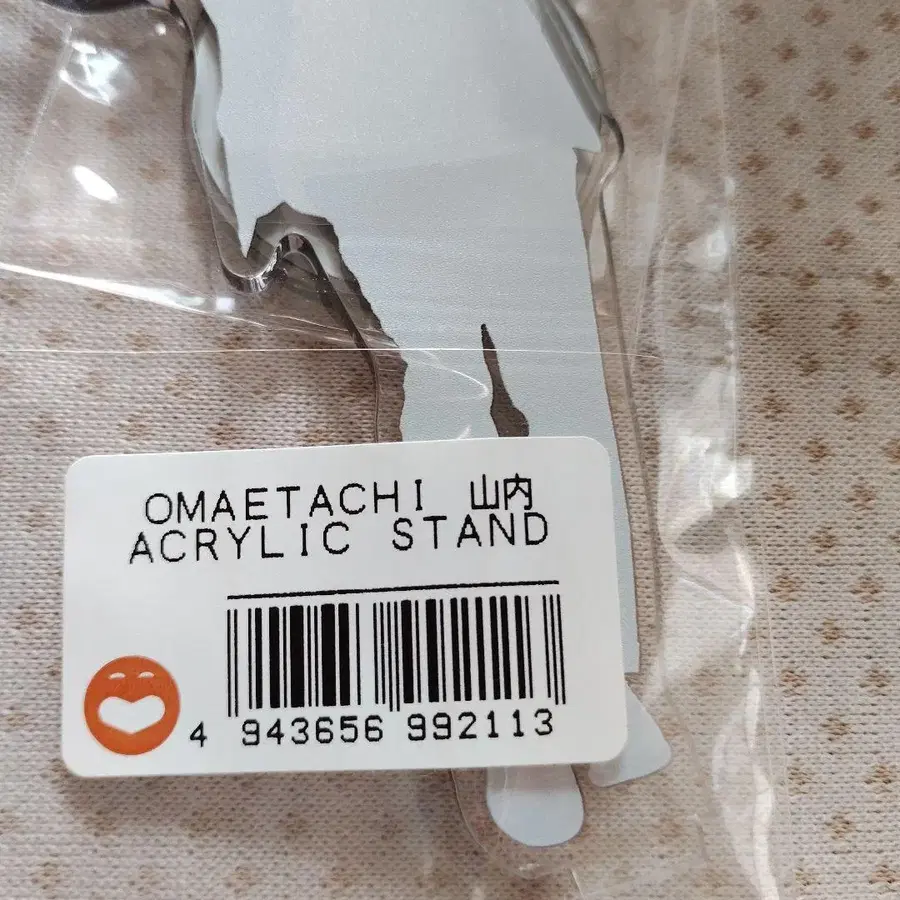 OMAETACHI 山内
ACRYLIC STAND
4 943656 992113